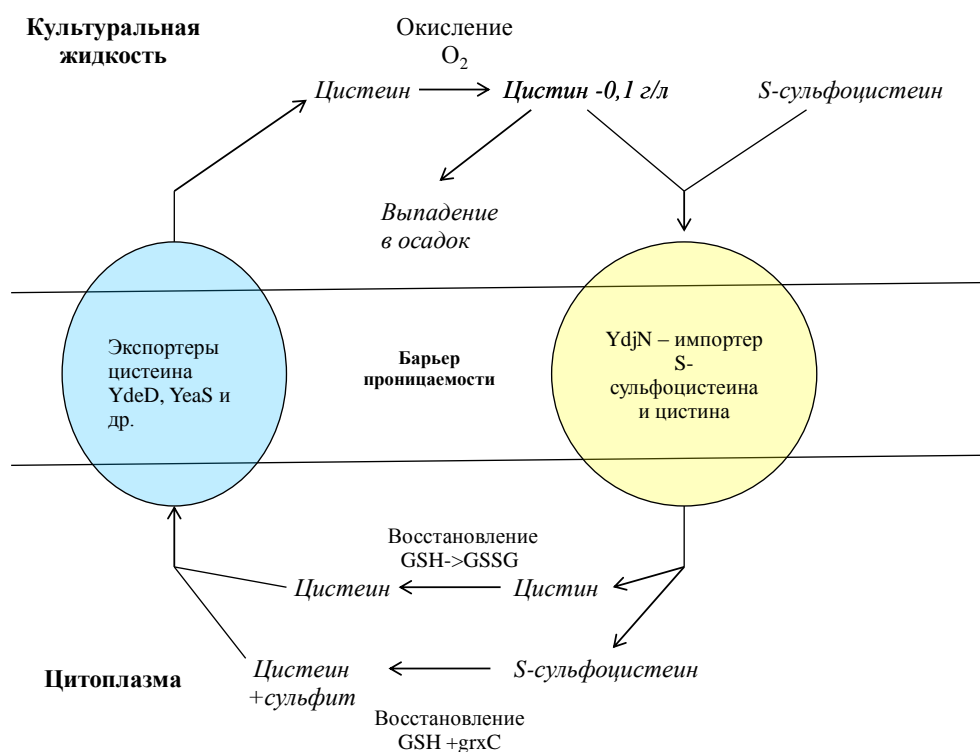 Культуральная
жидкость
Окисление
O2
Цистеин
Цистин -0,1 г/л
S-сульфоцистеин
Выпадение
в осадок
Экспортеры
цистеина
YdeD, YeaS и
др.
Барьер
проницаемости
YdjN – импортер
S-
сульфоцистеина
и цистина
Восстановление
GSH->GSSG
Цистеин
Цистин
Цитоплазма
Цистеин
+сульфит
S-сульфоцистеин
Восстановление
GSH +grxC